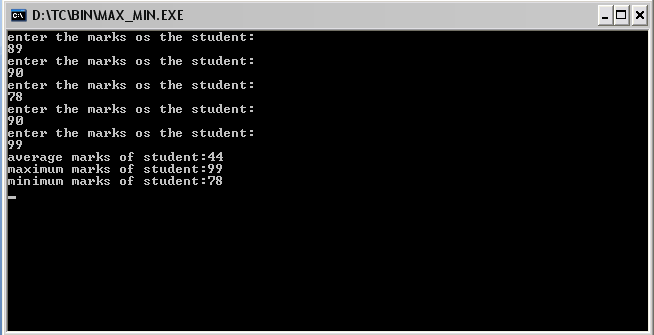 D:\TC\BIN\MAX_MIN.EXE
enter the marks os the student:
89
enter the marks os the student:
90
enter the marks os the student:
78
enter the marks os the student:
90
enter the marks os the student:
99
average marks of student:44
maximum marks of student:99
minimum marks of student:78